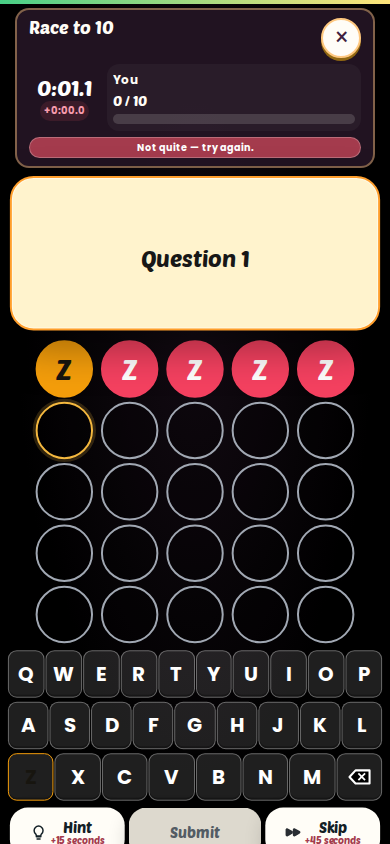 Race to 10
×
0:01.1
+0:00.0
You
0 / 10
Not quite — try again.
Question 1
Z Z Z Z Z
Q W E R T Y U I O P
A S D F G H J K L
Z X C V B N M
Hint
+15 seconds
Submit
Skip
+45 seconds